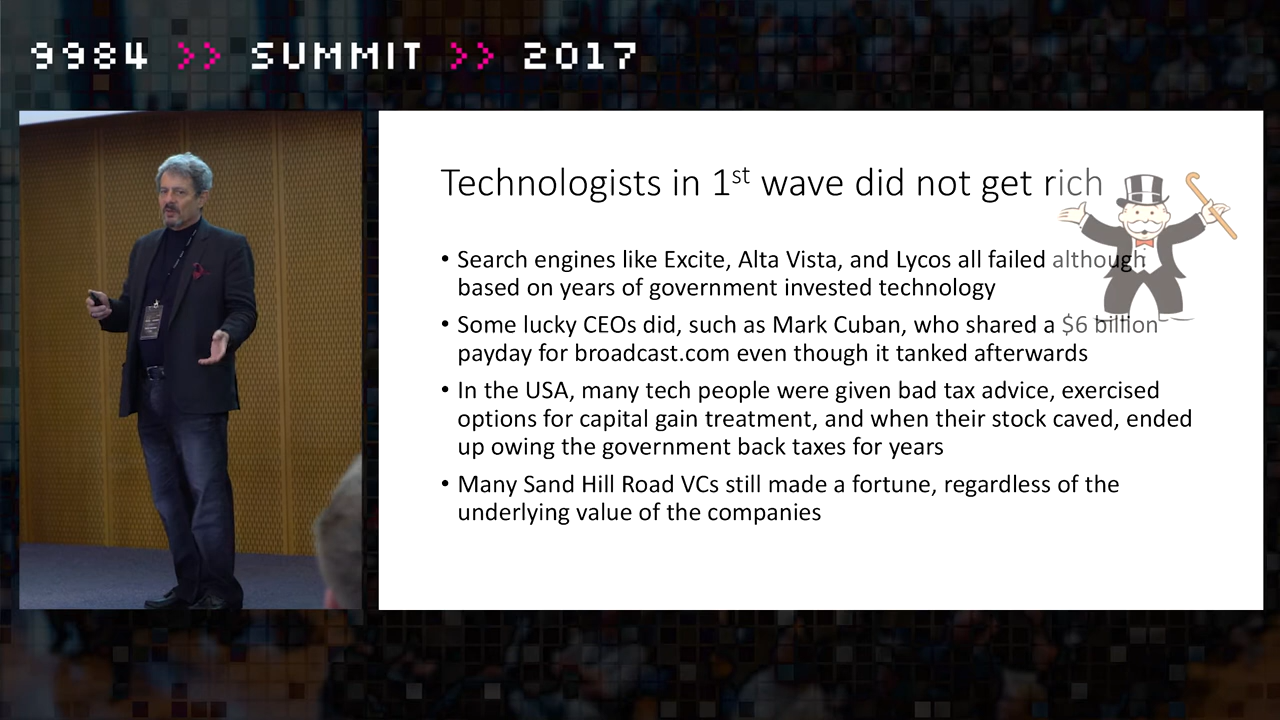 9984 >> SUMMIT >> 2017
Technologists in 1st wave did not get rich
• Search engines like Excite, Alta Vista, and Lycos all failed although
based on years of government invested technology
• Some lucky CEOs did, such as Mark Cuban, who shared a $6 billion
payday for broadcast.com even though it tanked afterwards
• In the USA, many tech people were given bad tax advice, exercised
options for capital gain treatment, and when their stock caved, ended
up owing the government back taxes for years
• Many Sand Hill Road VCs still made a fortune, regardless of the
underlying value of the companies